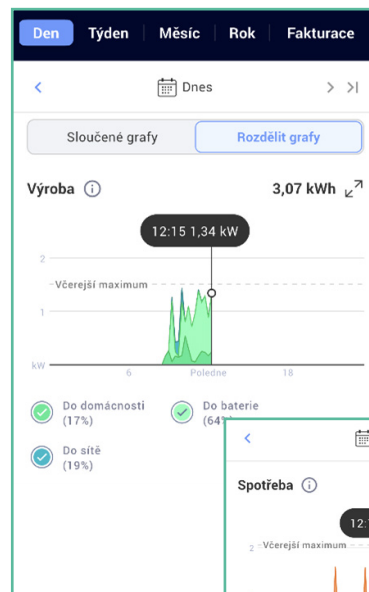 Den Týden Měsíc Rok Fakturace
Dnes
Sloučené grafy Rozdělit grafy
Výroba 3,07 kWh
12:15 1,34 kW
2
Včerejší maximum
1
kW
6 Poledne 18
Do domácnosti
(17%)
Do baterie
(64%
Do sítě
(19%)
Spotřeba
12:
2
Včerejší maximum